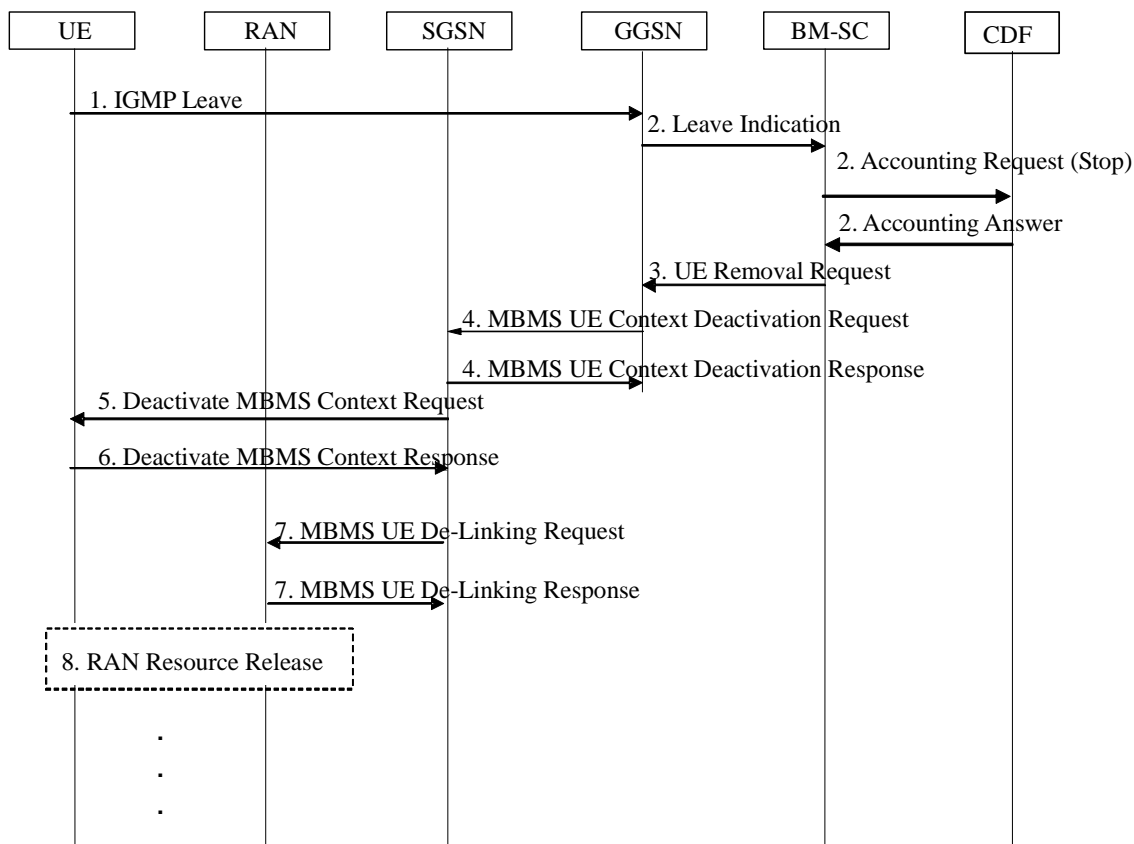 UE
RAN
SGSN
GGSN
BM-SC
CDF
1. IGMP Leave
2. Leave Indication
2. Accounting Request (Stop)
2. Accounting Answer
3. UE Removal Request
4. MBMS UE Context Deactivation Request
4. MBMS UE Context Deactivation Response
5. Deactivate MBMS Context Request
6. Deactivate MBMS Context Response
7. MBMS UE De-Linking Request
7. MBMS UE De-Linking Response
8. RAN Resource Release
.
.
.